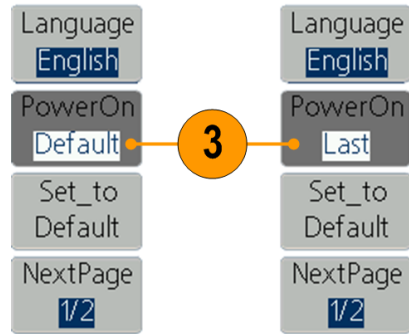 Language
English
PowerOn
Default
Set_to
Default
NextPage
1/2
3
Language
English
PowerOn
Last
Set_to
Default
NextPage
1/2